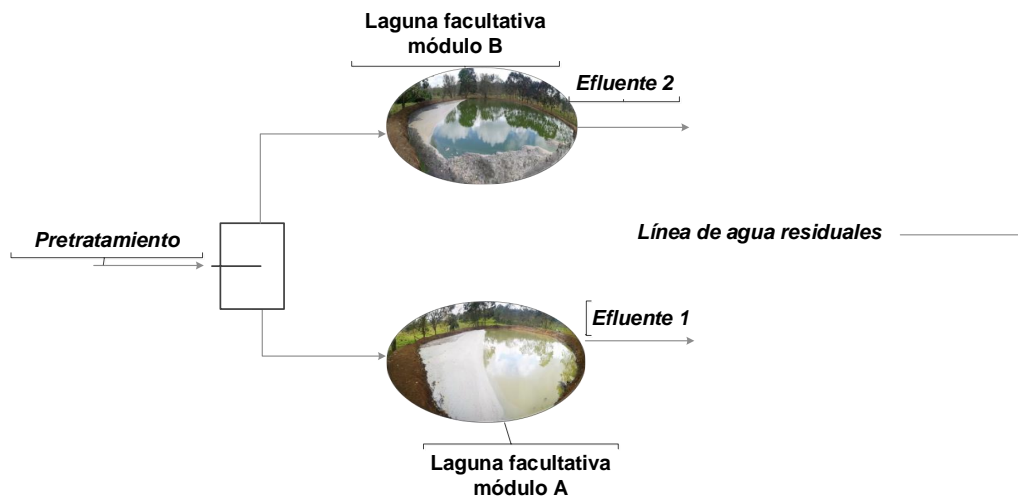 Laguna facultativa
módulo B
Efluente 2
Pretratamiento
Línea de agua residuales
Efluente 1
Laguna facultativa
módulo A